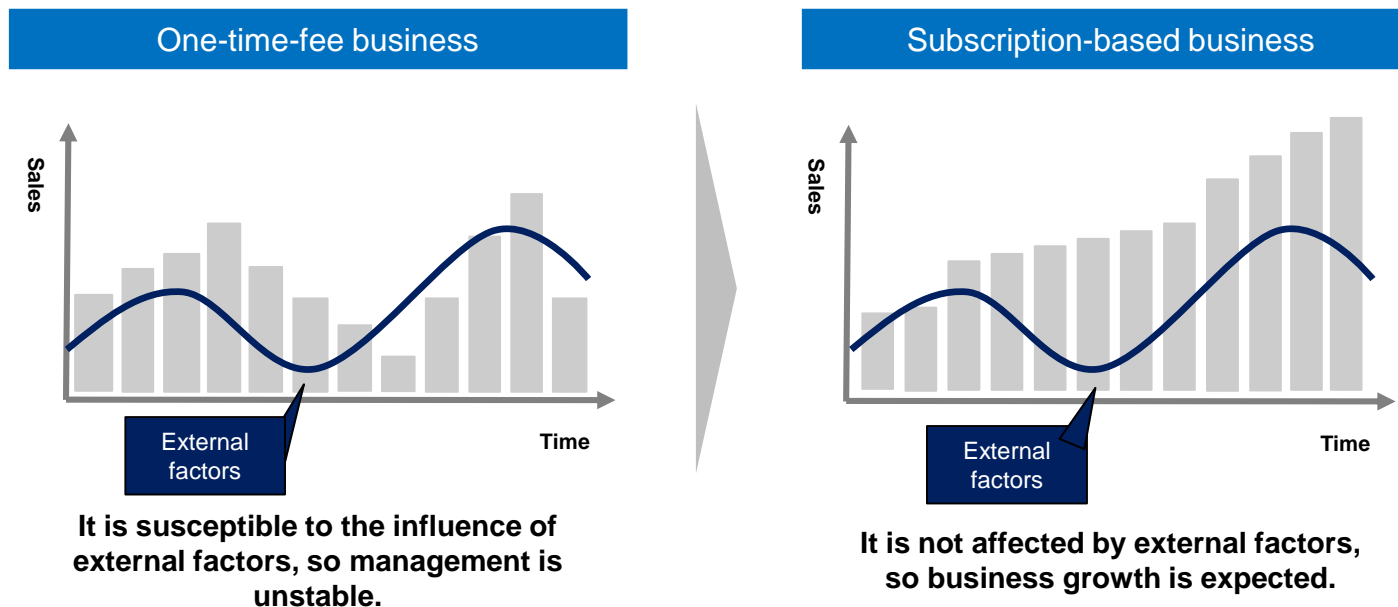 One-time-fee business
Subscription-based business
Sales
Time
External
factors
It is susceptible to the influence of
external factors, so management is
unstable.
Sales
Time
External
factors
It is not affected by external factors,
so business growth is expected.